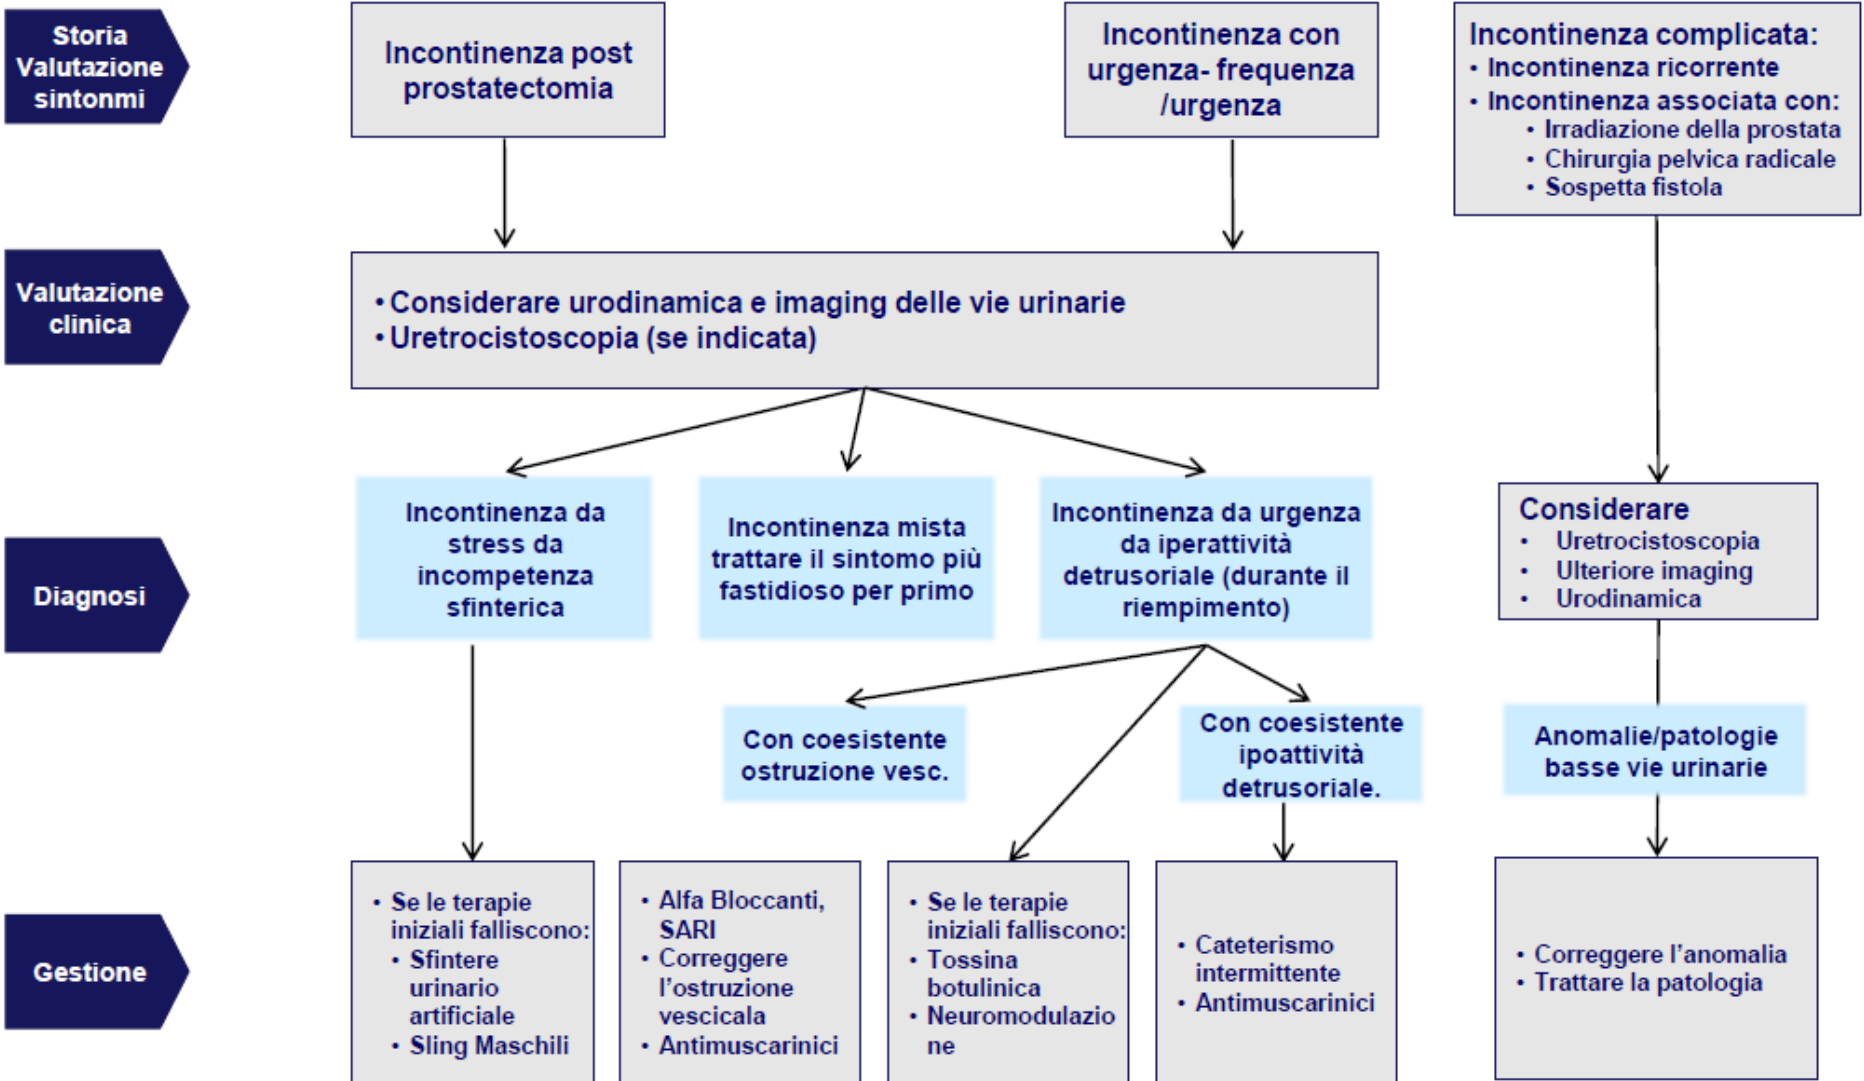 Storia
Valutazione
sintonmi)
Incontinenza post
prostatectomia
Incontinenza con
urgenza- frequenza
/urgenza
Incontinenza complicata:
• Incontinenza ricorrente
• Incontinenza associata con:
• Irradiazione della prostata
• Chirurgia pelvica radicale
• Sospetta fistola
Valutazione
clinica
• Considerare urodinamica e imaging delle vie urinarie
• Uretrocistoscopia (se indicata)
Diagnosi
Incontinenza da
stress da
incompetenza
sfinterica
Incontinenza mista
trattare il sintomo più
fastidioso per primo
Incontinenza da urgenza
da iperattività
detrusoriale (durante il
riempimento)
Considerare
• Uretrocistoscopia
• Ulteriore imaging
• Urodinamica
Con coesistente
ostruzione vesc.
Con coesistente
ipoattività
detrusoriale.
Anomalie/patologie
basse vie urinarie
Gestione
• Se le terapie
iniziali falliscono:
• Sfintere
urinario
artificiale
• Sling Maschili
• Alfa Bloccanti,
5ARI
• Correggere
l'ostruzione
vescicala
• Antimuscarinici
• Se le terapie
iniziali falliscono:
• Tossina
botulinica
• Neuromodulazio
ne
• Cateterismo
intermittente
• Antimuscarinici
• Correggere l'anomalia
• Trattare la patologia